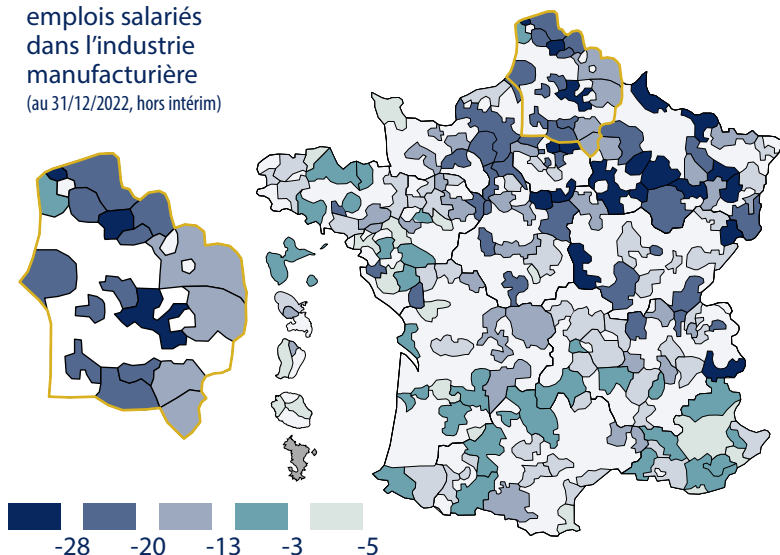 emplois salariés
dans l'industrie
manufacturière
(au 31/12/2022, hors intérim)
-28 -20 -13 -3 -5